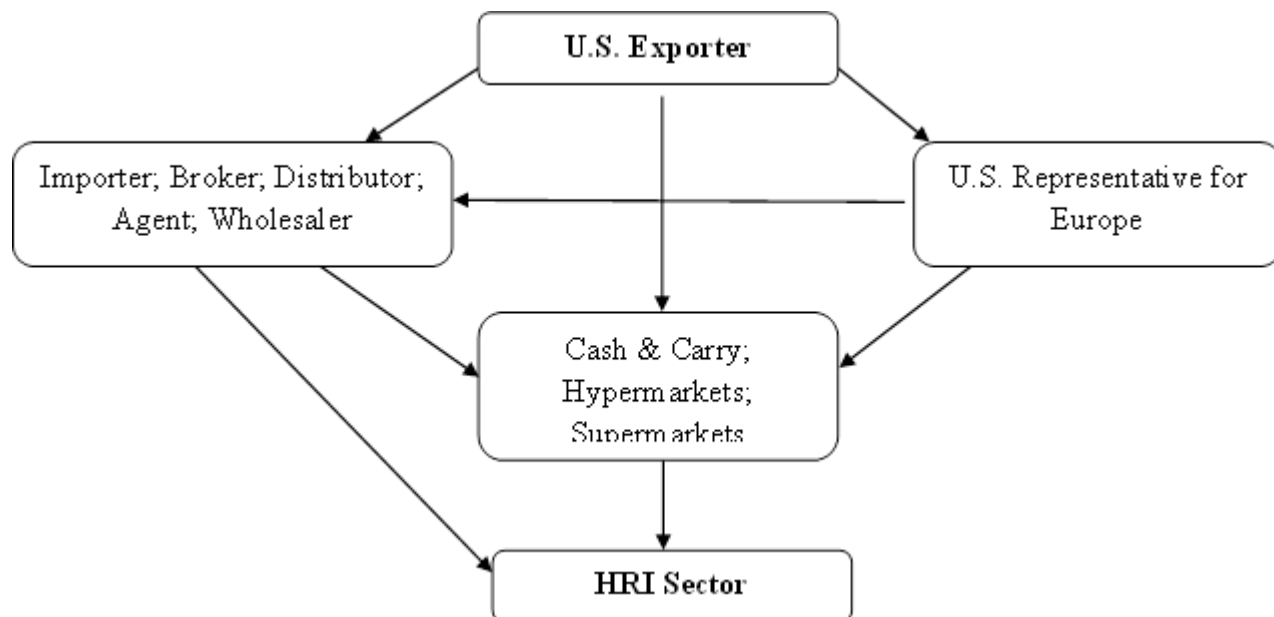 U.S. Exporter
Importer; Broker; Distributor;
Agent; Wholesaler
U.S. Representative for
Europe
Cash & Carry;
Hypermarkets;
Supermarkets
HRI Sector